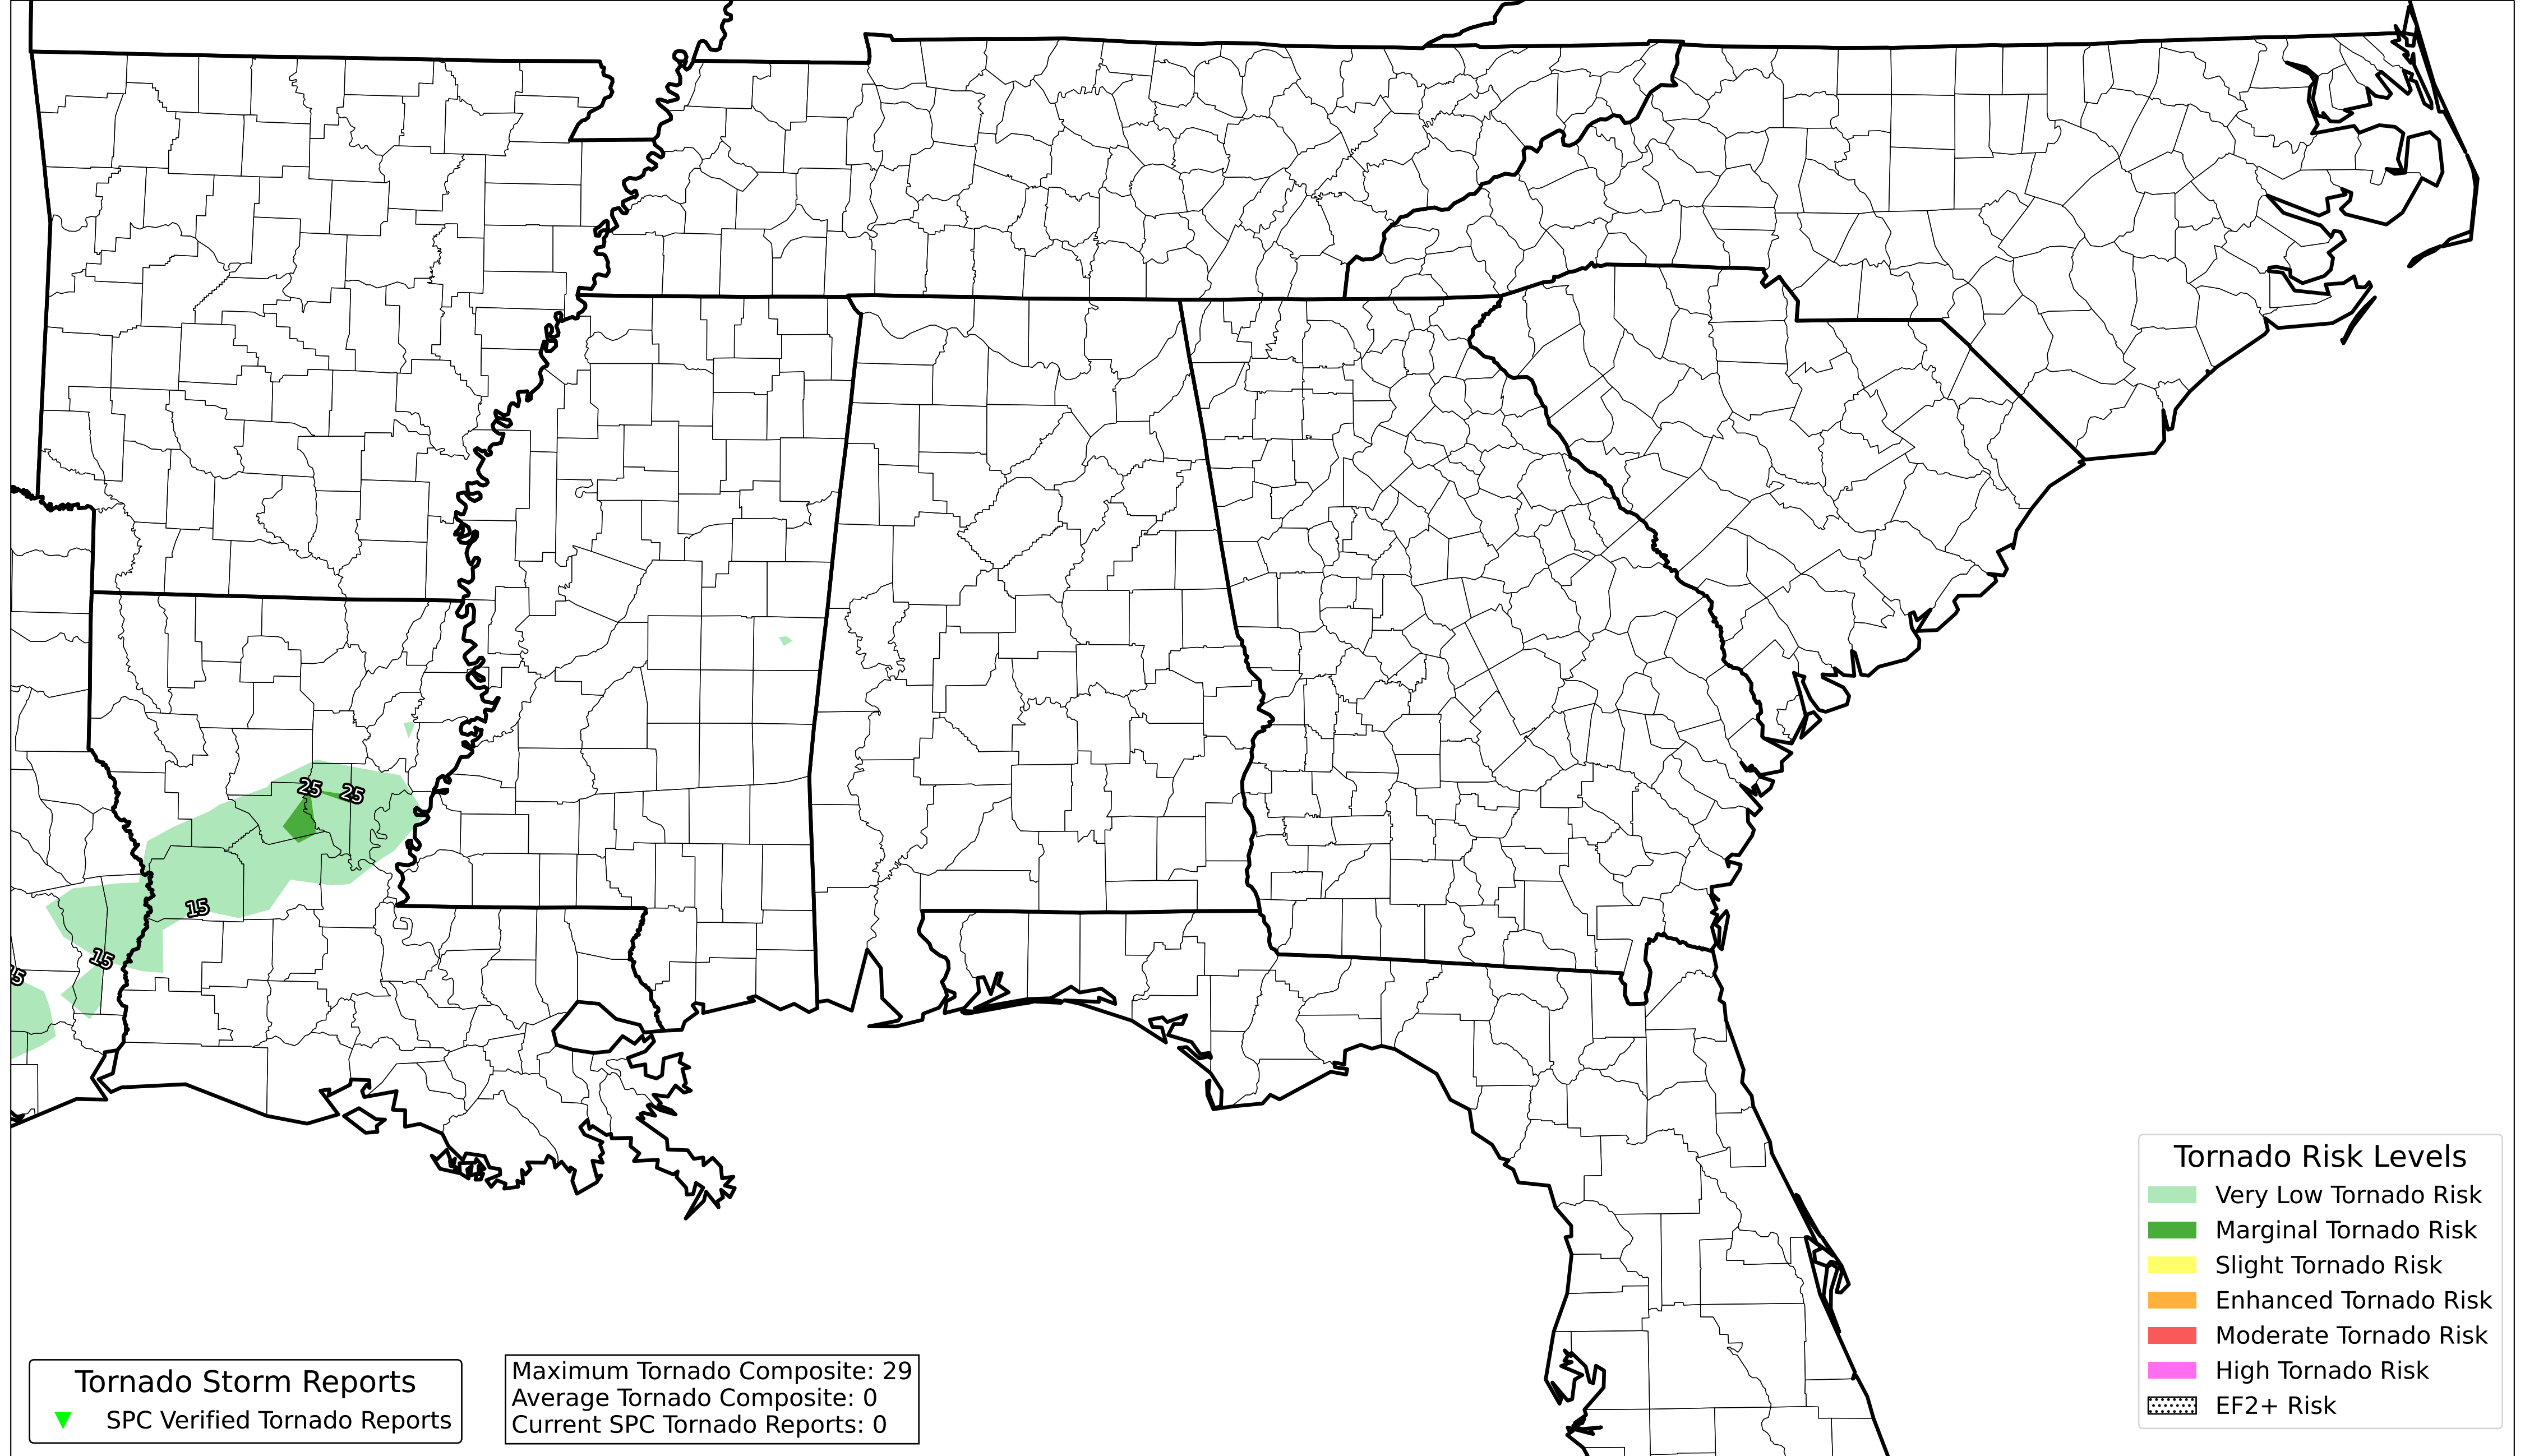 25 25
15
15
5
Tornado Storm Reports
SPC Verified Tornado Reports
Maximum Tornado Composite: 29
Average Tornado Composite: 0
Current SPC Tornado Reports: 0
Tornado Risk Levels
Very Low Tornado Risk
Marginal Tornado Risk
Slight Tornado Risk
Enhanced Tornado Risk
Moderate Tornado Risk
High Tornado Risk
EF2+ Risk